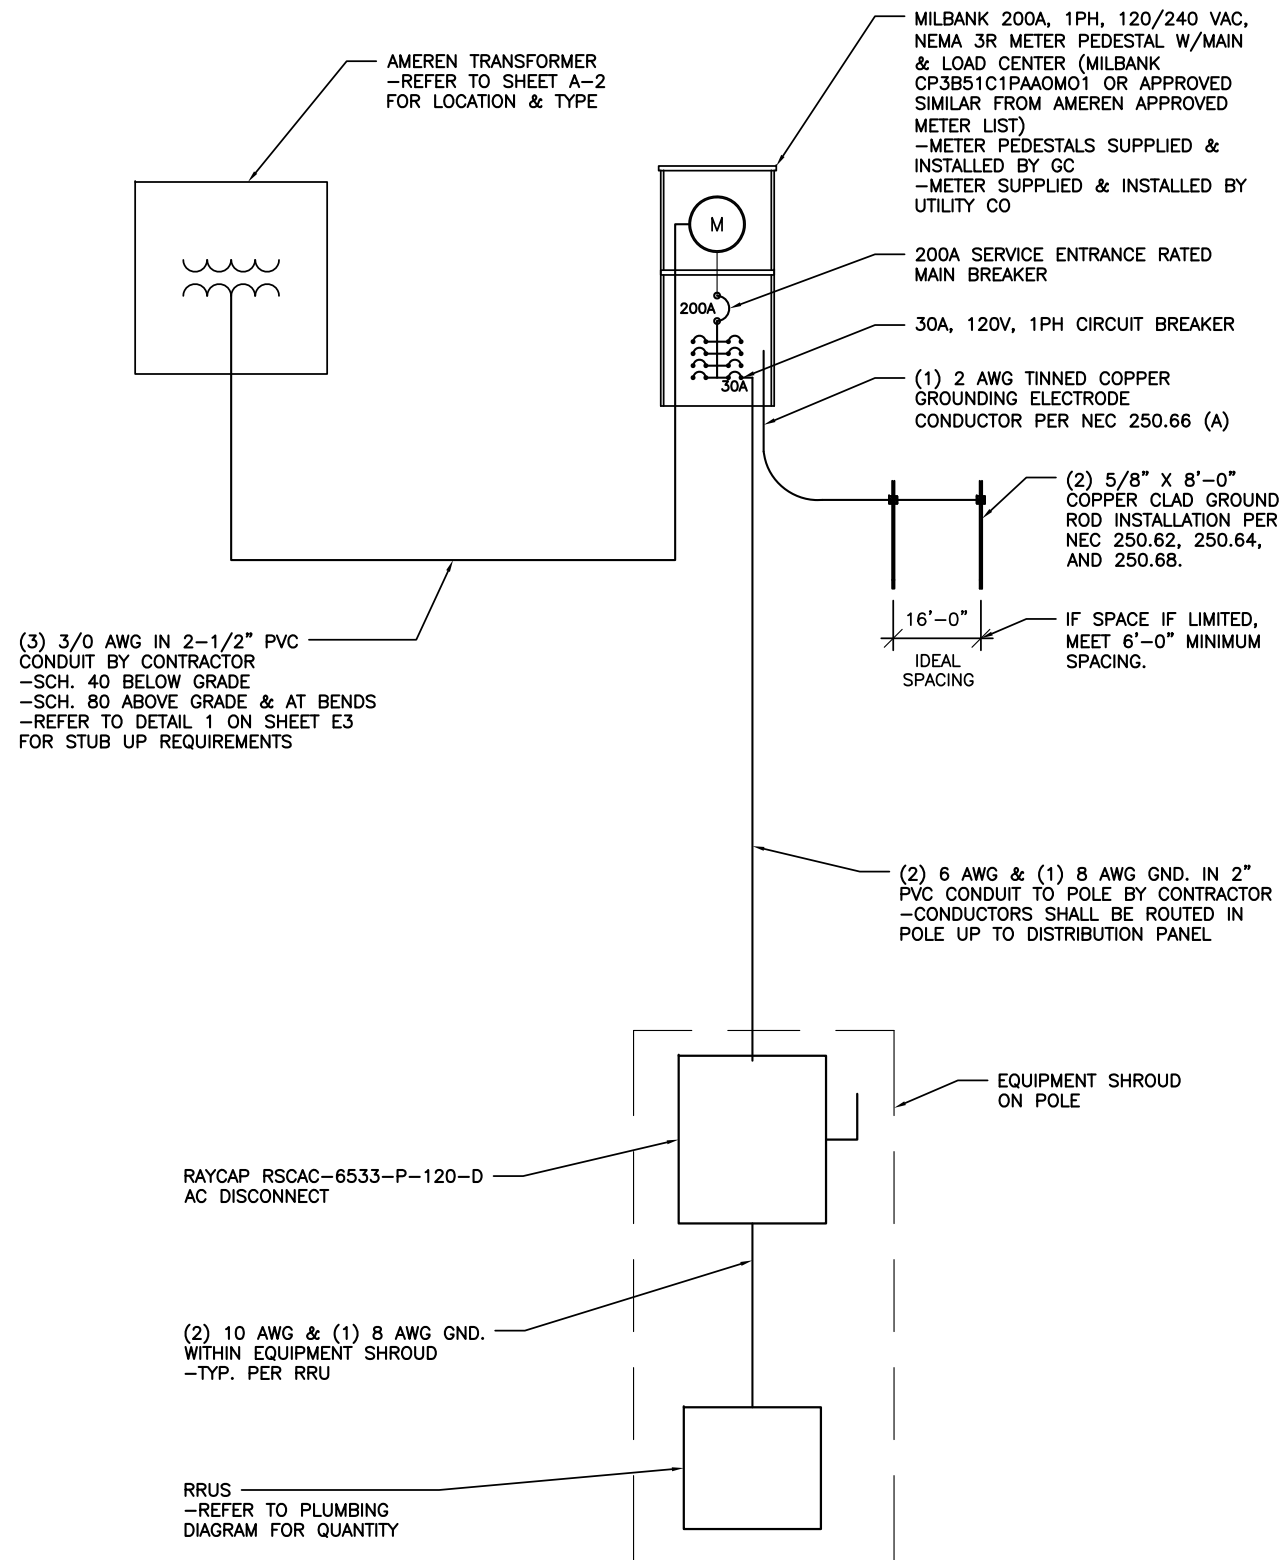 AMEREN TRANSFORMER
-REFER TO SHEET A-2
FOR LOCATION & TYPE
MILBANK 200A, 1PH, 120/240 VAC,
NEMA 3R METER PEDESTAL W/MAIN
& LOAD CENTER (MILBANK
CP3B51C1PAAOMO1 OR APPROVED
SIMILAR FROM AMEREN APPROVED
METER LIST)
-METER PEDESTALS SUPPLIED &
INSTALLED BY GC
-METER SUPPLIED & INSTALLED BY
UTILITY CO
M
200A
30A
200A SERVICE ENTRANCE RATED
MAIN BREAKER
30A, 120V, 1PH CIRCUIT BREAKER
(1) 2 AWG TINNED COPPER
GROUNDING ELECTRODE
CONDUCTOR PER NEC 250.66 (A)
(2) 5/8" X 8'-0"
COPPER CLAD GROUND
ROD INSTALLATION PER
NEC 250.62, 250.64,
AND 250.68.
16'-0"
IDEAL
SPACING
IF SPACE IF LIMITED,
MEET 6'-0" MINIMUM
SPACING.
(3) 3/0 AWG IN 2-1/2" PVC
CONDUIT BY CONTRACTOR
-SCH. 40 BELOW GRADE
-SCH. 80 ABOVE GRADE & AT BENDS
-REFER TO DETAIL 1 ON SHEET E3
FOR STUB UP REQUIREMENTS
(2) 6 AWG & (1) 8 AWG GND. IN 2"
PVC CONDUIT TO POLE BY CONTRACTOR
-CONDUCTORS SHALL BE ROUTED IN
POLE UP TO DISTRIBUTION PANEL
EQUIPMENT SHROUD
ON POLE
RAYCAP RSCAC-6533-P-120-D
AC DISCONNECT
(2) 10 AWG & (1) 8 AWG GND.
WITHIN EQUIPMENT SHROUD
-TYP. PER RRU
RRUS
-REFER TO PLUMBING
DIAGRAM FOR QUANTITY